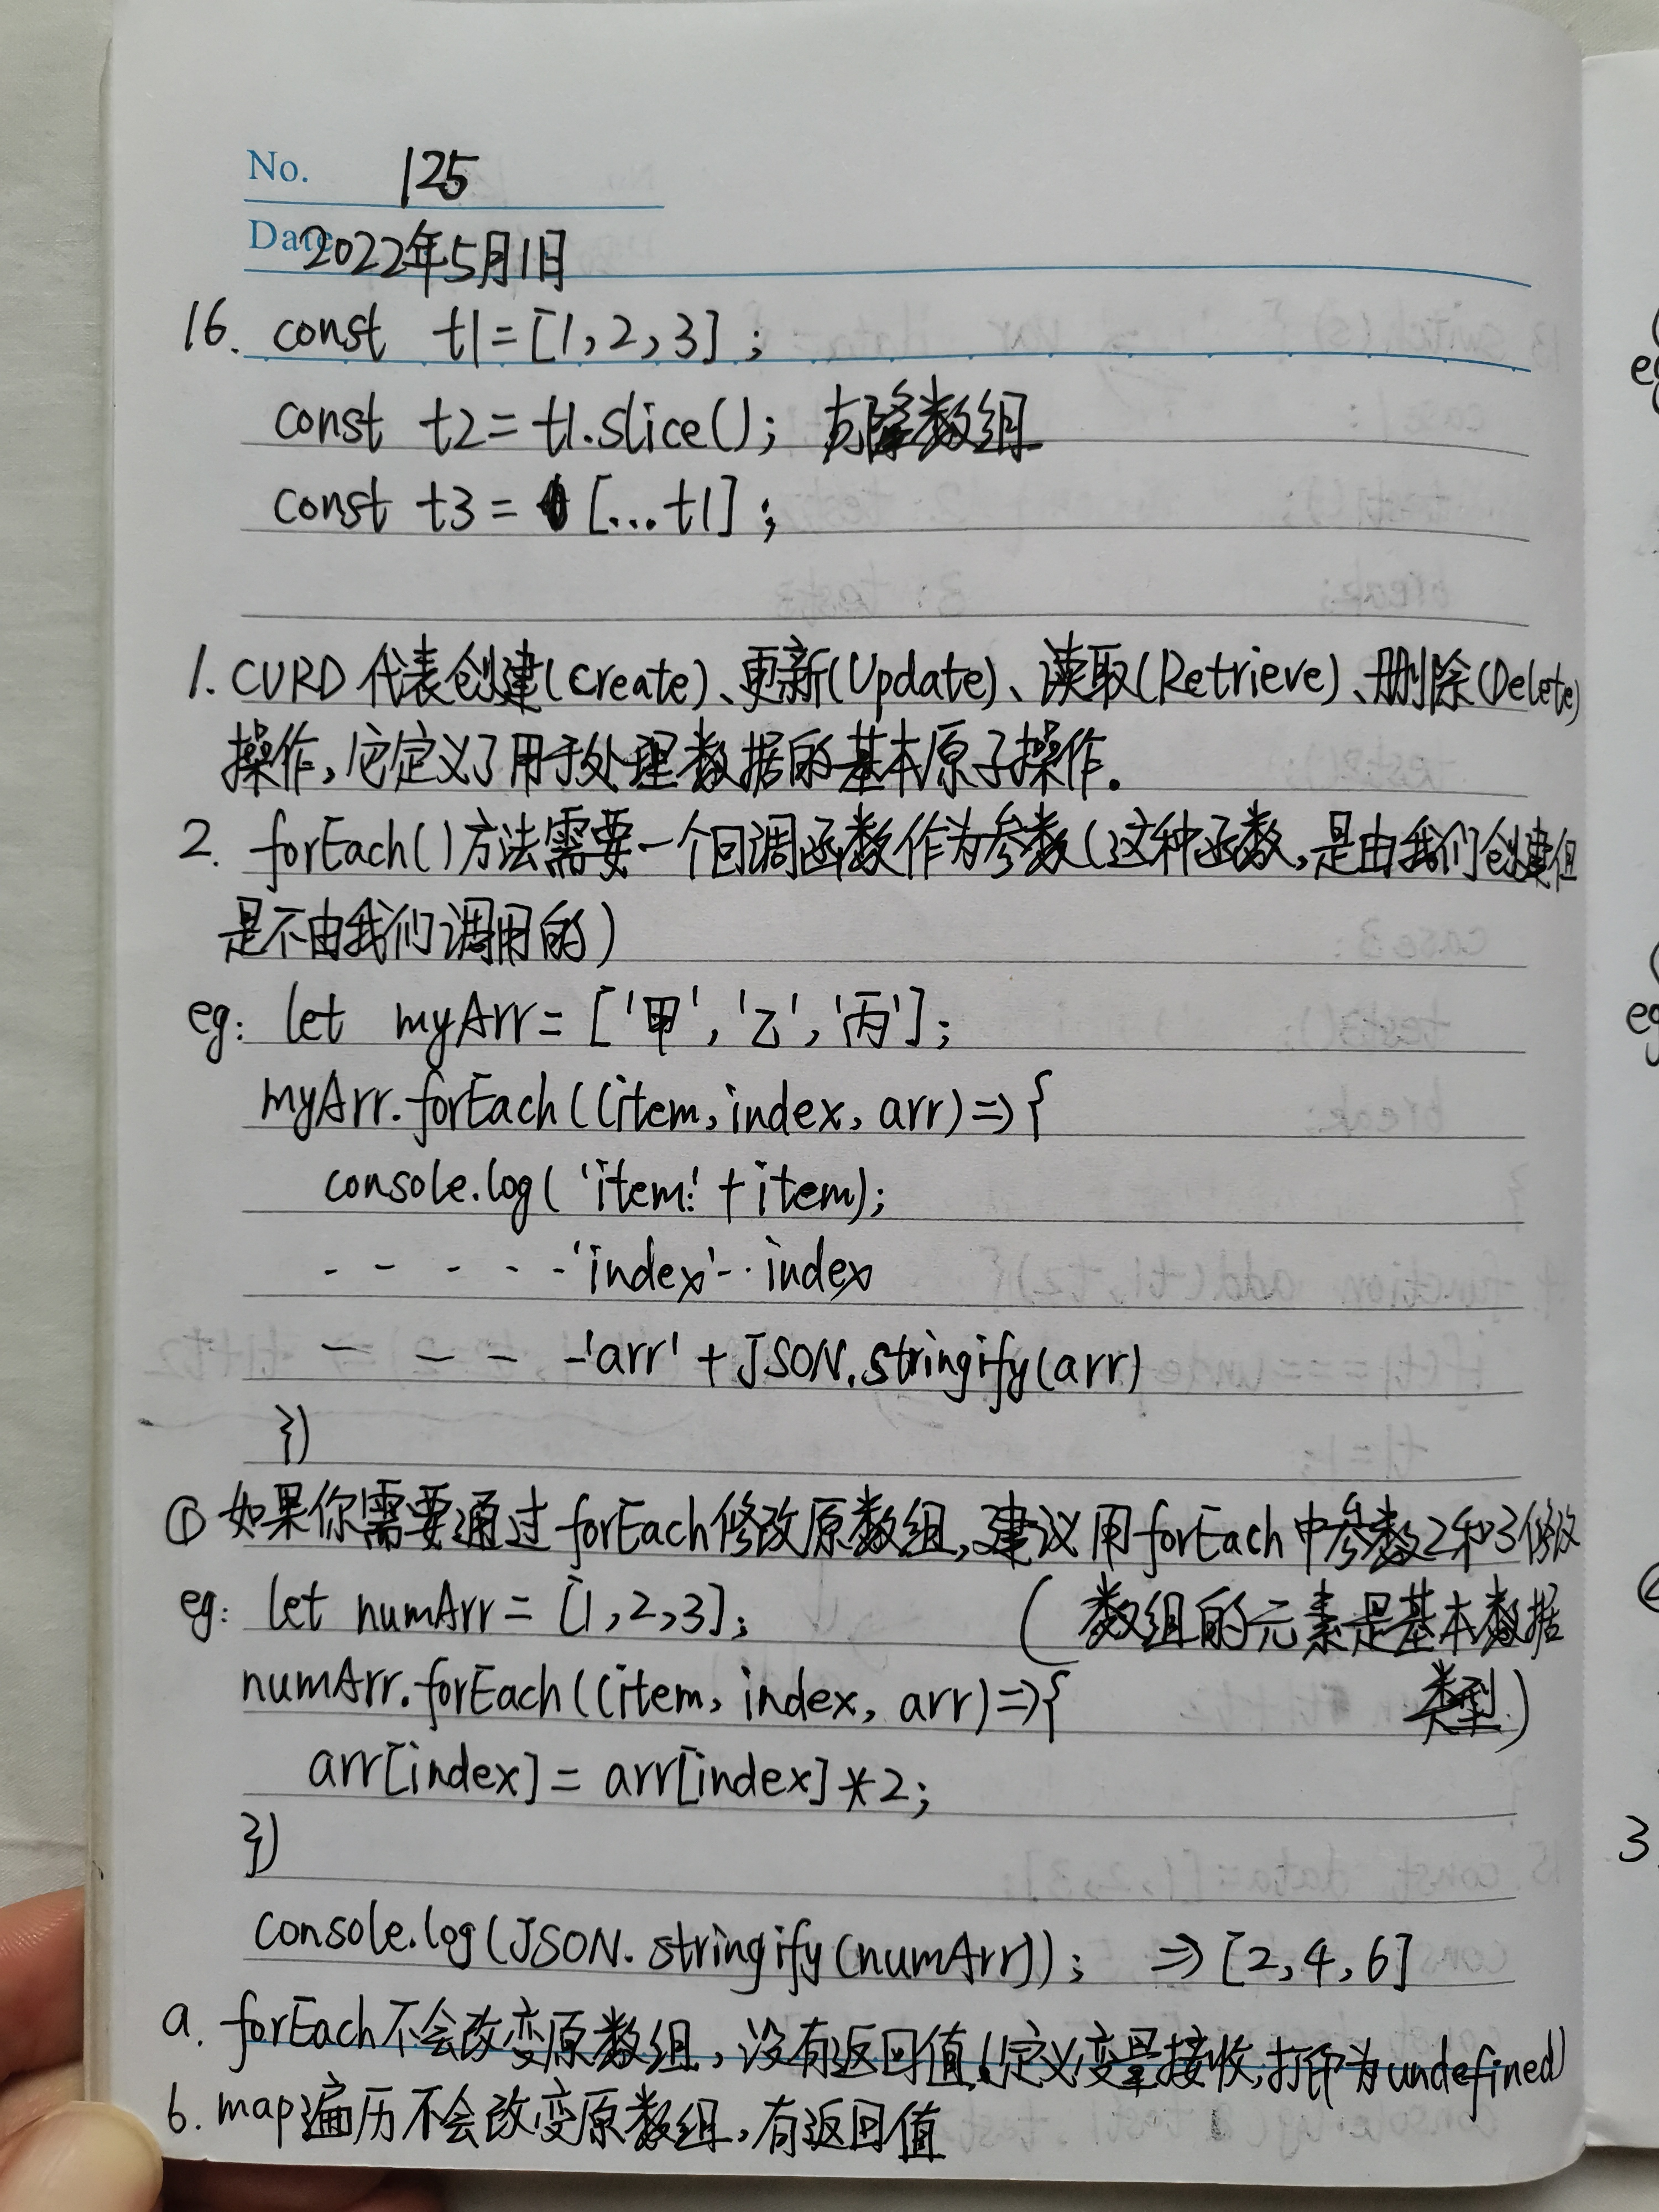 No. 125
Date 2022年5月1日
16. const t1=[1,2,3];
const t2=t1.slice(); 克隆数组
const t3=[...t1];
1. CURD 代表创建(Create)、更新(Update)、读取(Retrieve)、删除(Delete)
操作,它定义了用于处理数据的基本原子操作。
2. forEach()方法需要一个回调函数作为参数(这种函数,是由我们创建但
是不由我们调用的)
eg: let myArr=['甲','乙','丙'];
myArr.forEach((item,index,arr)=>{
console.log('item:'+item);
-----'index'--index
----'arr'+JSON.stringify(arr)
})
① 如果你需要通过forEach修改原数组,建议用forEach中参数2和3修改
eg: let numArr=[1,2,3]; (数组的元素是基本数据
numArr.forEach((item,index,arr)=>{ 类型)
arr[index]=arr[index]*2;
})
console.log(JSON.stringify(numArr)); =>[2,4,6]
a. forEach不会改变原数组,没有返回值(定义变量接收,打印为undefined)
b. map遍历不会改变原数组,有返回值